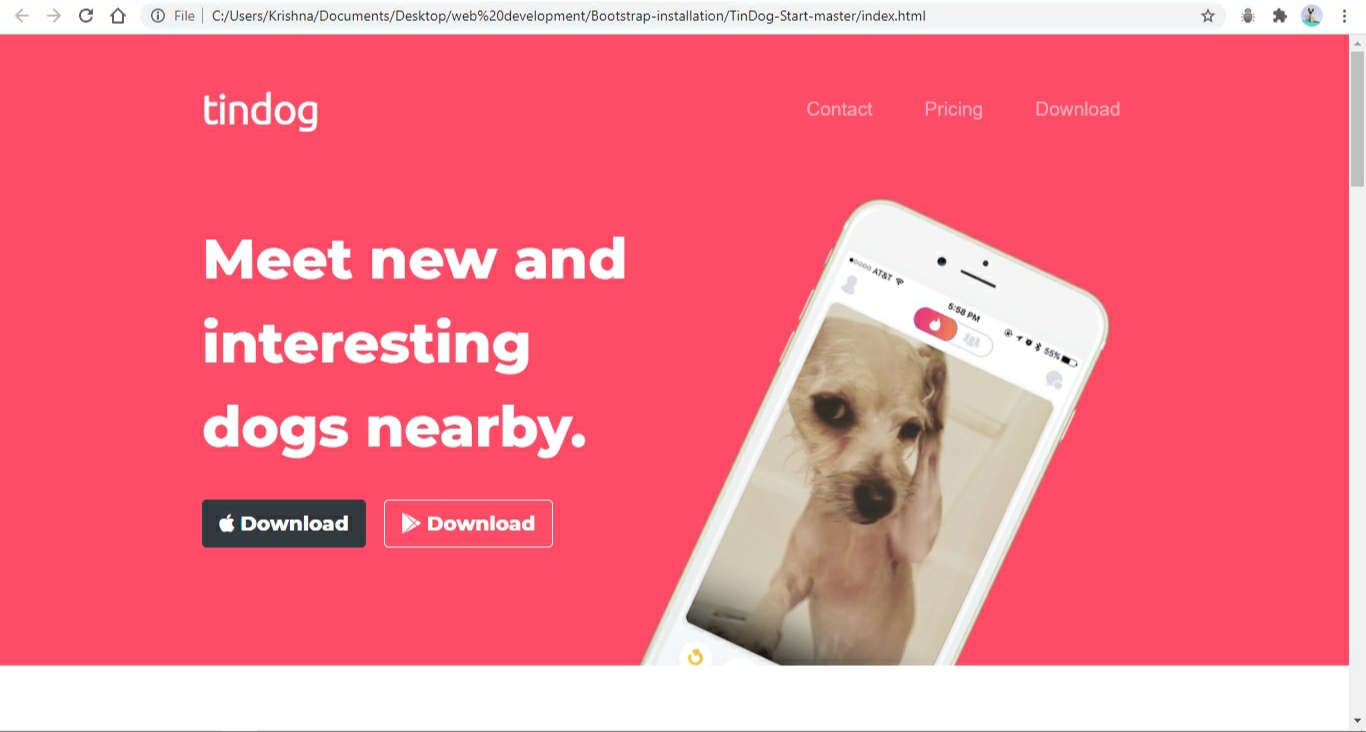 File C:/Users/Krishna/Documents/Desktop/web%20development/Bootstrap-installation/TinDog-Start-master/index.html
tindog
Contact Pricing Download
Meet new and
interesting
dogs nearby.
Download Download
AT&T 5:58 PM 55%